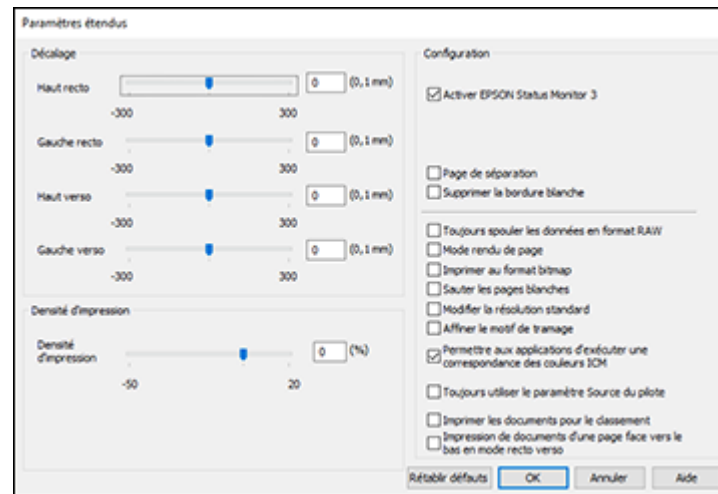 Paramètres étendus
Décalage
Haut recto
0
(0,1 mm)
-300
300
Gauche recto
0
(0,1 mm)
-300
300
Haut verso
0
(0,1 mm)
-300
300
Gauche verso
0
(0,1 mm)
-300
300
Densité d'impression
Densité
d'impression
0
(%)
-50
20
Configuration
Activer EPSON Status Monitor 3
Page de séparation
Supprimer la bordure blanche
Toujours spouler les données en format RAW
Mode rendu de page
Imprimer au format bitmap
Sauter les pages blanches
Modifier la résolution standard
Affiner le motif de tramage
Permettre aux applications d'exécuter une
correspondance des couleurs ICM
Toujours utiliser le paramètre Source du pilote
Imprimer les documents pour le classement
Impression de documents d'une page face vers le
bas en mode recto verso
Rétablir défauts
OK
Annuler
Aide